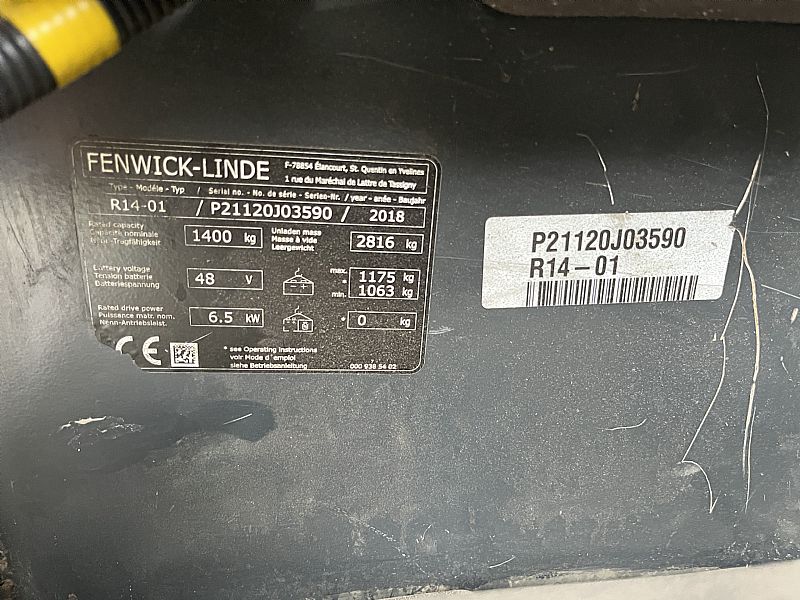 FENWICK-LINDE
F-78854 Élancourt, St. Quentin en Yvelines
1 rue du Maréchal de Lattre de Tassigny
Type - Modèle - Typ / Serial no. - No. de série - Serien-Nr. / year - année - Baujahr
R14-01 / P21120J03590 / 2018
Rated capacity
Capacité nominale
Nenn-Tragfähigkeit
1400 kg
Unladen mass
Masse à vide
Leergewicht
2816 kg
Battery voltage
Tension batterie
Batteriespannung
48 V
max. 1175 kg
*
min. 1063 kg
Rated drive power
Puissance motr. nom.
Nenn-Antriebsleist.
6.5 kW
* 0 kg
CE
* see Operating instructions
voir Mode d'emploi
siehe Betriebsanleitung
000 938 54 02
P21120J03590
R14-01